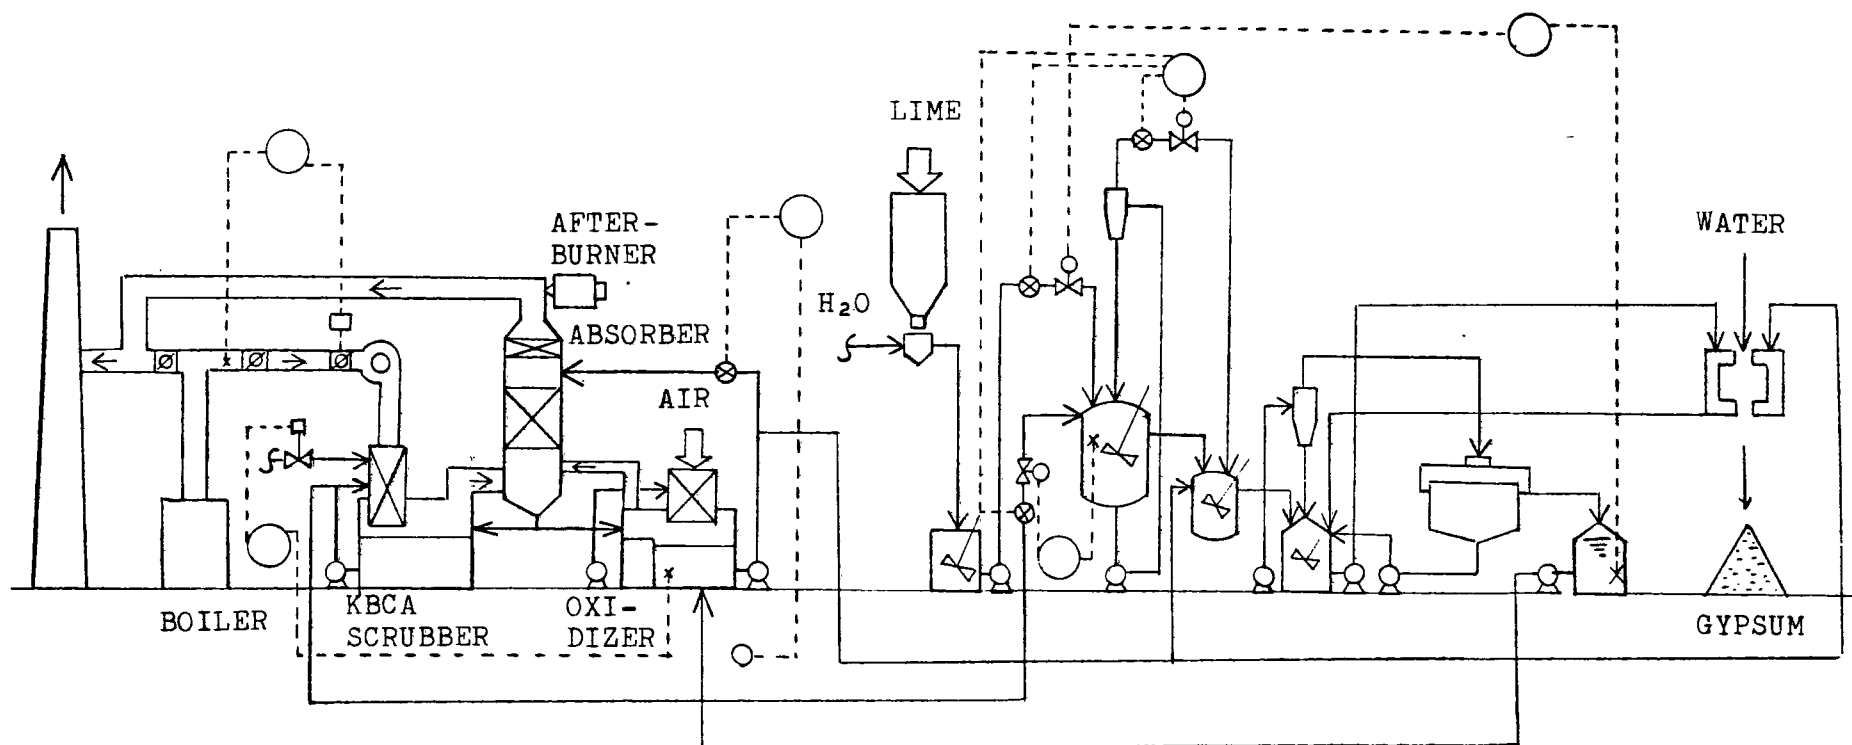 LIME
WATER
AFTER-
BURNER
H₂O
ABSORBER
AIR
BOILER
KBCA
SCRUBBER
OXI-
DIZER
GYPSUM